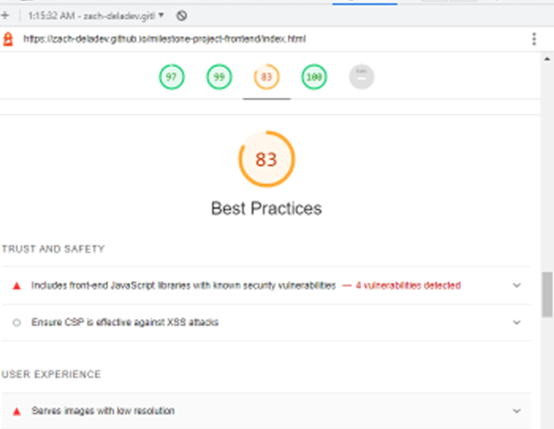 1:15:32 AM - zach-deladev.gitl
https://zach-deladev.github.io/milestone-project-frontend/index.html
97 99 83 100
83
Best Practices
TRUST AND SAFETY
Includes front-end JavaScript libraries with known security vulnerabilities — 4 vulnerabilities detected
Ensure CSP is effective against XSS attacks
USER EXPERIENCE
Serves images with low resolution